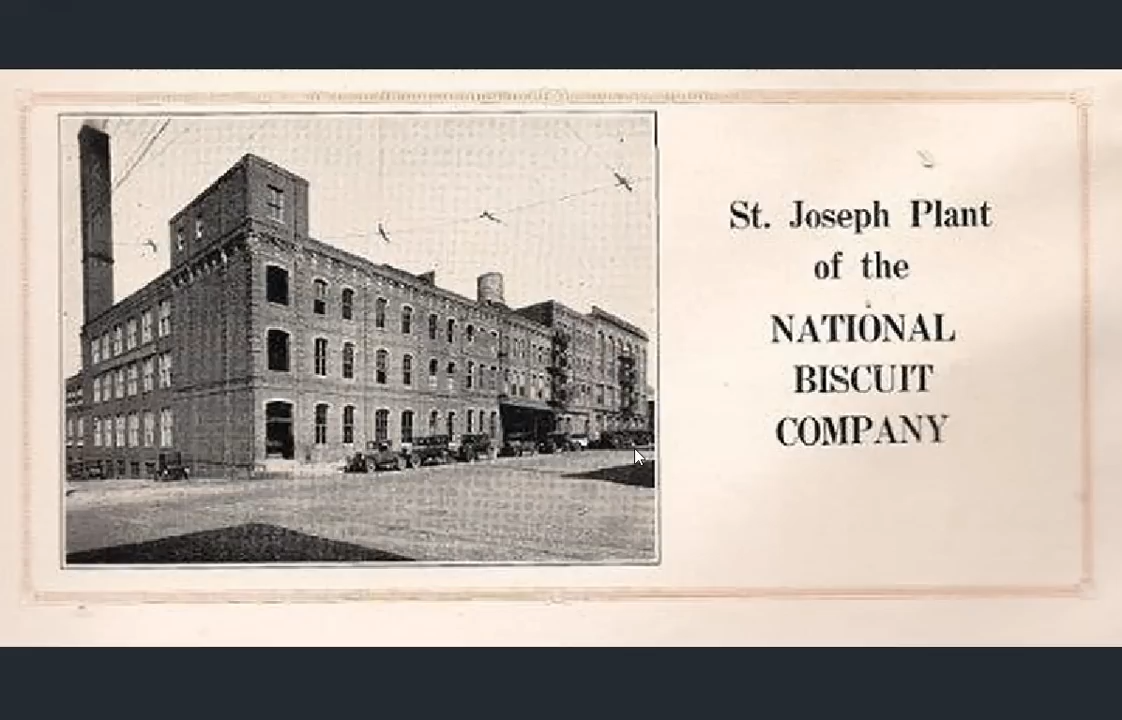 St. Joseph Plant
of the
NATIONAL
BISCUIT
COMPANY